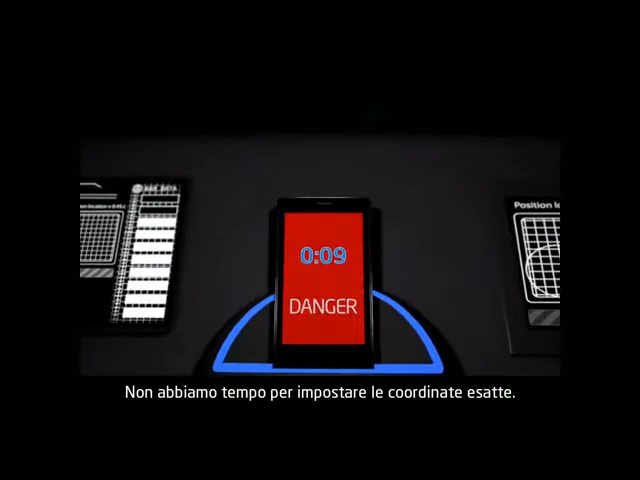 Position lo
0:09
DANGER
Non abbiamo tempo per impostare le coordinate esatte.